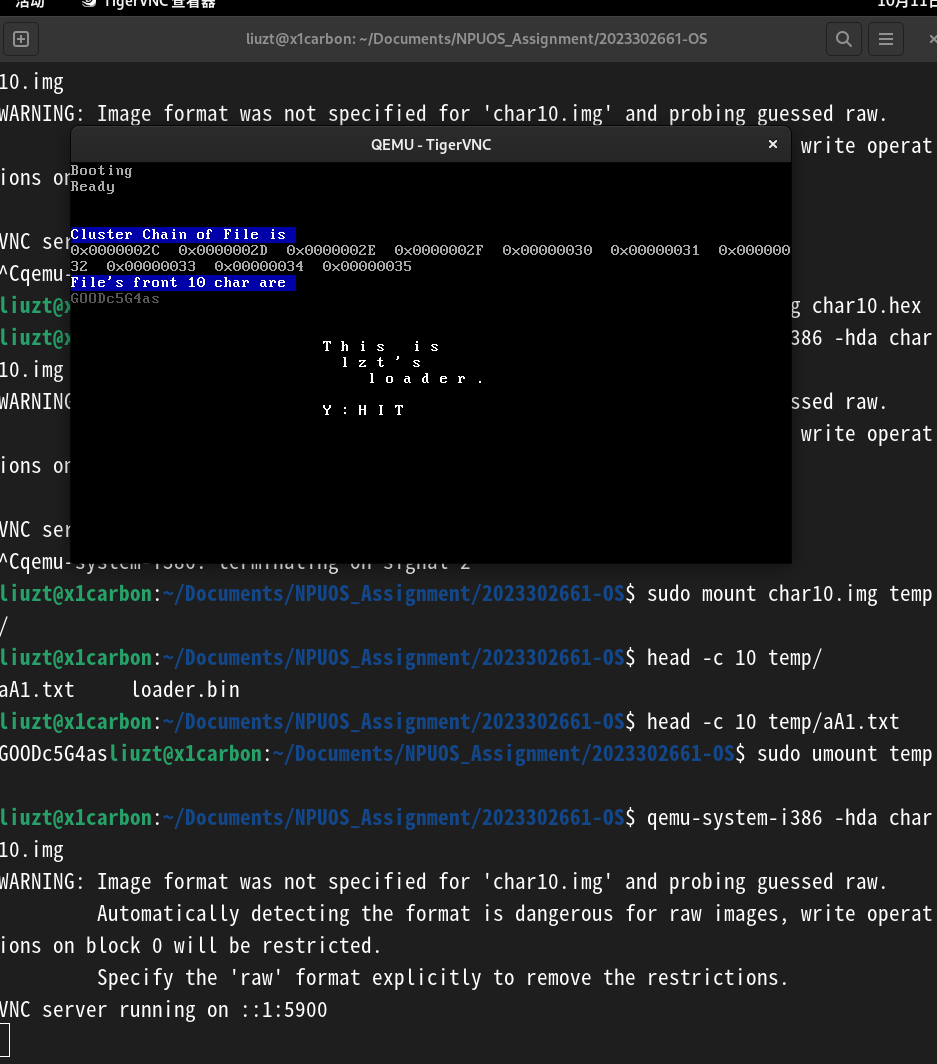 活动 TigerVNC 查看器 10月11日
liuzt@x1carbon: ~/Documents/NPUOS_Assignment/2023302661-OS
10.img
WARNING: Image format was not specified for 'char10.img' and probing guessed raw.
write operat
ions on
QEMU - TigerVNC
Booting
Ready
Cluster Chain of File is
0x0000002C 0x0000002D 0x0000002E 0x0000002F 0x00000030 0x00000031 0x000000
32 0x00000033 0x00000034 0x00000035
File's front 10 char are
GOODc5G4as
This is
lzt's
loader.
Y:HIT
VNC ser
^Cqemu-
liuzt@x g char10.hex
liuzt@x 386 -hda char
10.img
WARNING ssed raw.
write operat
ions on
VNC ser
^Cqemu-system-i386: terminating on signal 2
liuzt@x1carbon:~/Documents/NPUOS_Assignment/2023302661-OS$ sudo mount char10.img temp
/
liuzt@x1carbon:~/Documents/NPUOS_Assignment/2023302661-OS$ head -c 10 temp/
aA1.txt loader.bin
liuzt@x1carbon:~/Documents/NPUOS_Assignment/2023302661-OS$ head -c 10 temp/aA1.txt
GOODc5G4asliuzt@x1carbon:~/Documents/NPUOS_Assignment/2023302661-OS$ sudo umount temp
liuzt@x1carbon:~/Documents/NPUOS_Assignment/2023302661-OS$ qemu-system-i386 -hda char
10.img
WARNING: Image format was not specified for 'char10.img' and probing guessed raw.
Automatically detecting the format is dangerous for raw images, write operat
ions on block 0 will be restricted.
Specify the 'raw' format explicitly to remove the restrictions.
VNC server running on ::1:5900